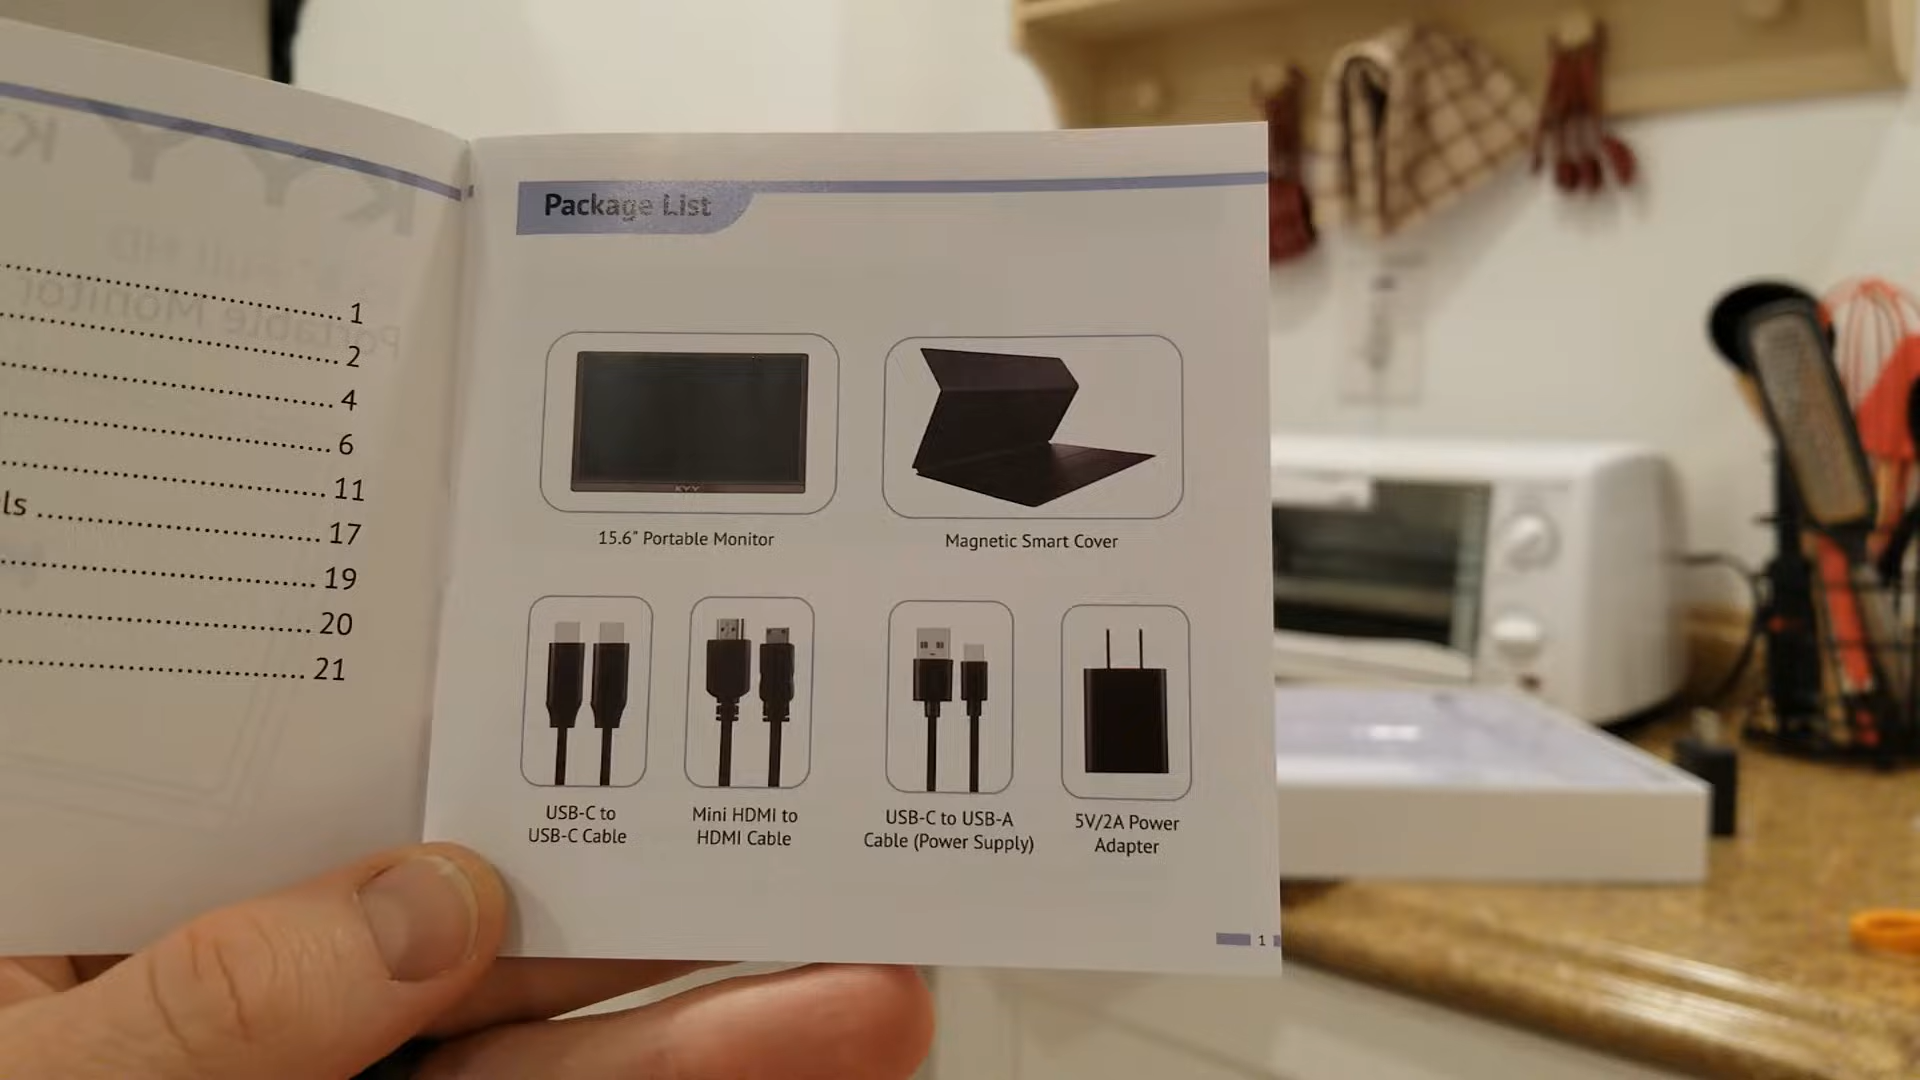 1
2
4
6
11
ls 17
19
20
21
Package List
KYY
15.6" Portable Monitor
Magnetic Smart Cover
USB-C to
USB-C Cable
Mini HDMI to
HDMI Cable
USB-C to USB-A
Cable (Power Supply)
5V/2A Power
Adapter
1